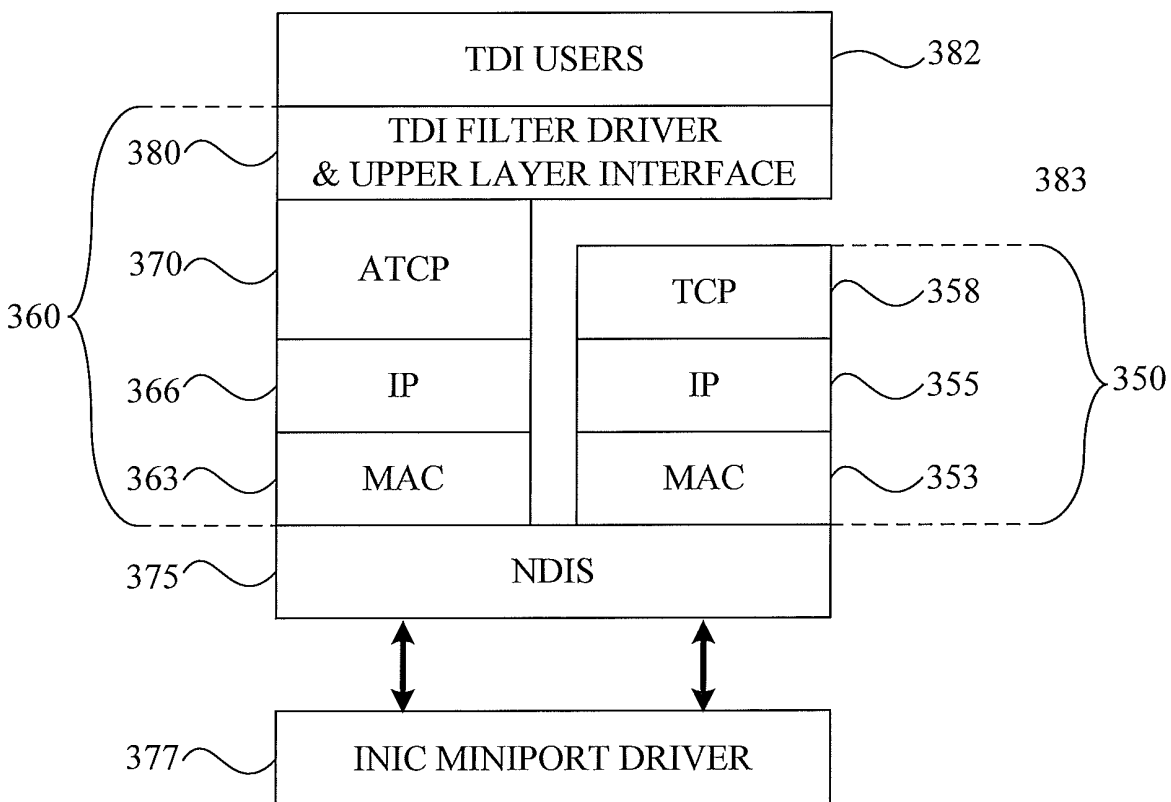 TDI USERS
382
TDI FILTER DRIVER
& UPPER LAYER INTERFACE
380
383
370
ATCP
TCP
358
360
366
IP
IP
355
350
363
MAC
MAC
353
375
NDIS
377
INIC MINIPORT DRIVER